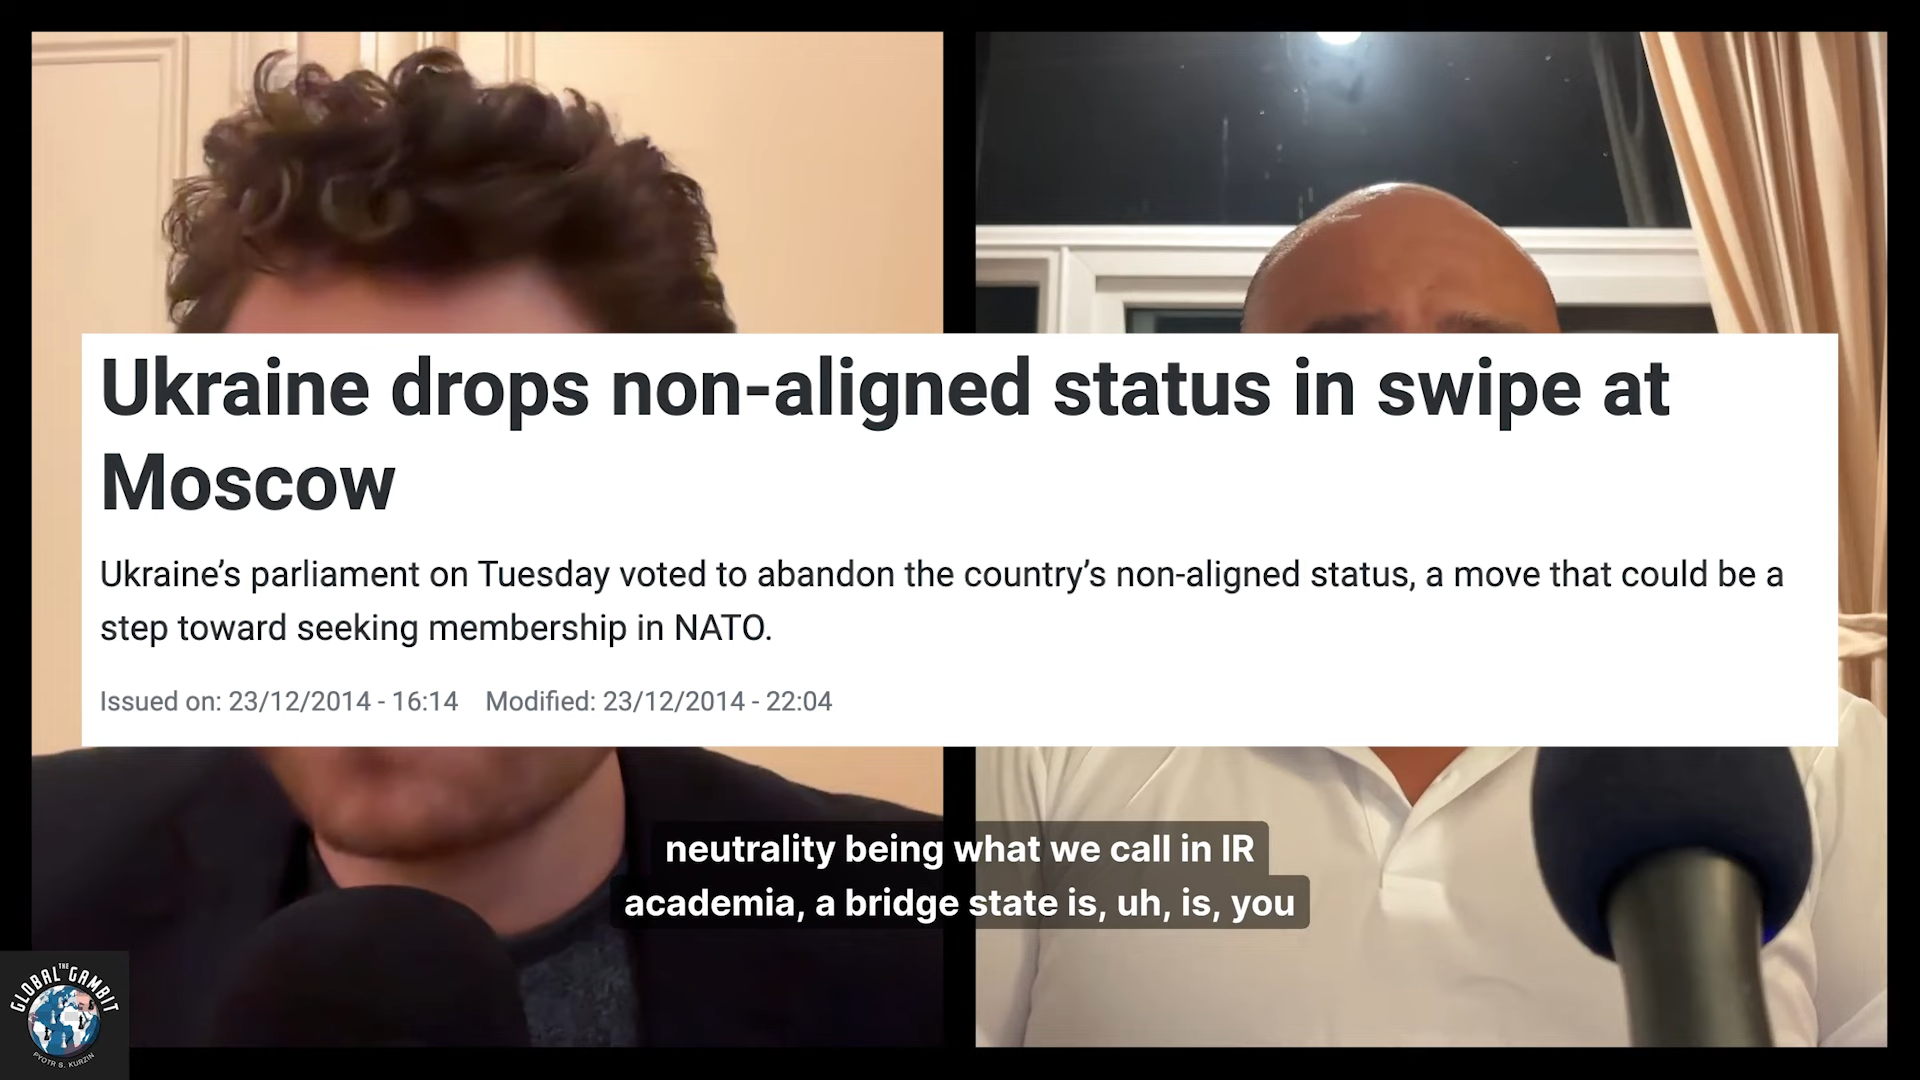 Ukraine drops non-aligned status in swipe at
Moscow
Ukraine’s parliament on Tuesday voted to abandon the country’s non-aligned status, a move that could be a
step toward seeking membership in NATO.
Issued on: 23/12/2014 - 16:14 Modified: 23/12/2014 - 22:04
neutrality being what we call in IR
academia, a bridge state is, uh, is, you
THE
GLOBAL GAMBIT
PYOTR S. KURZIN